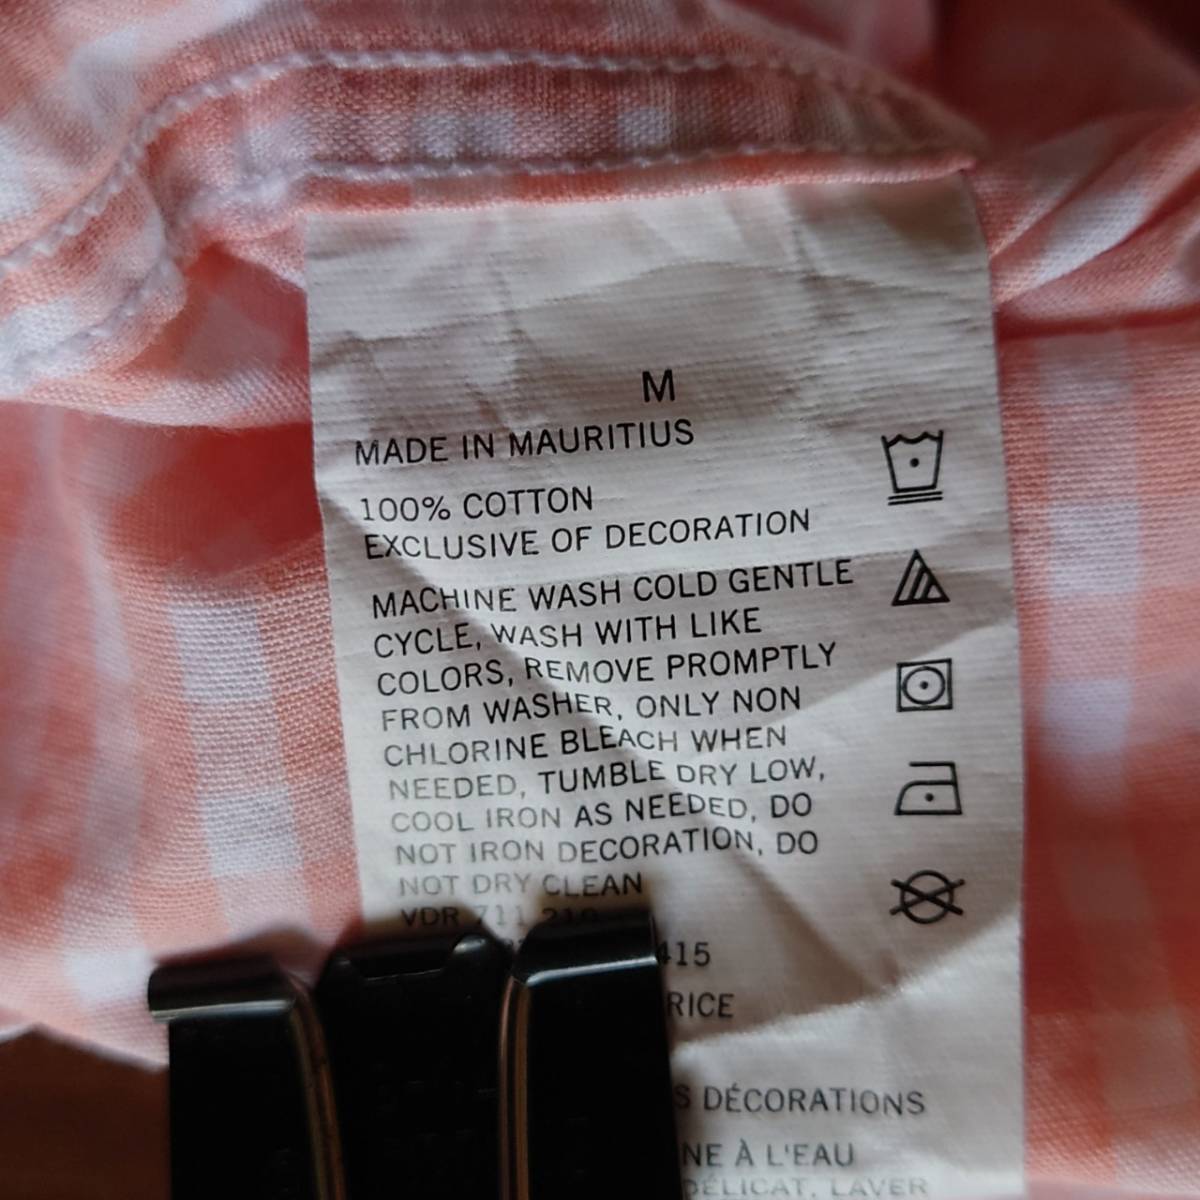 M
MADE IN MAURITIUS
100% COTTON
EXCLUSIVE OF DECORATION
MACHINE WASH COLD GENTLE
CYCLE, WASH WITH LIKE
COLORS, REMOVE PROMPTLY
FROM WASHER, ONLY NON
CHLORINE BLEACH WHEN
NEEDED, TUMBLE DRY LOW,
COOL IRON AS NEEDED, DO
NOT IRON DECORATION, DO
NOT DRY CLEAN
VDR 711
415
RICE
S DÉCORATIONS
NE À L'EAU
DÉLICAT, LAVER